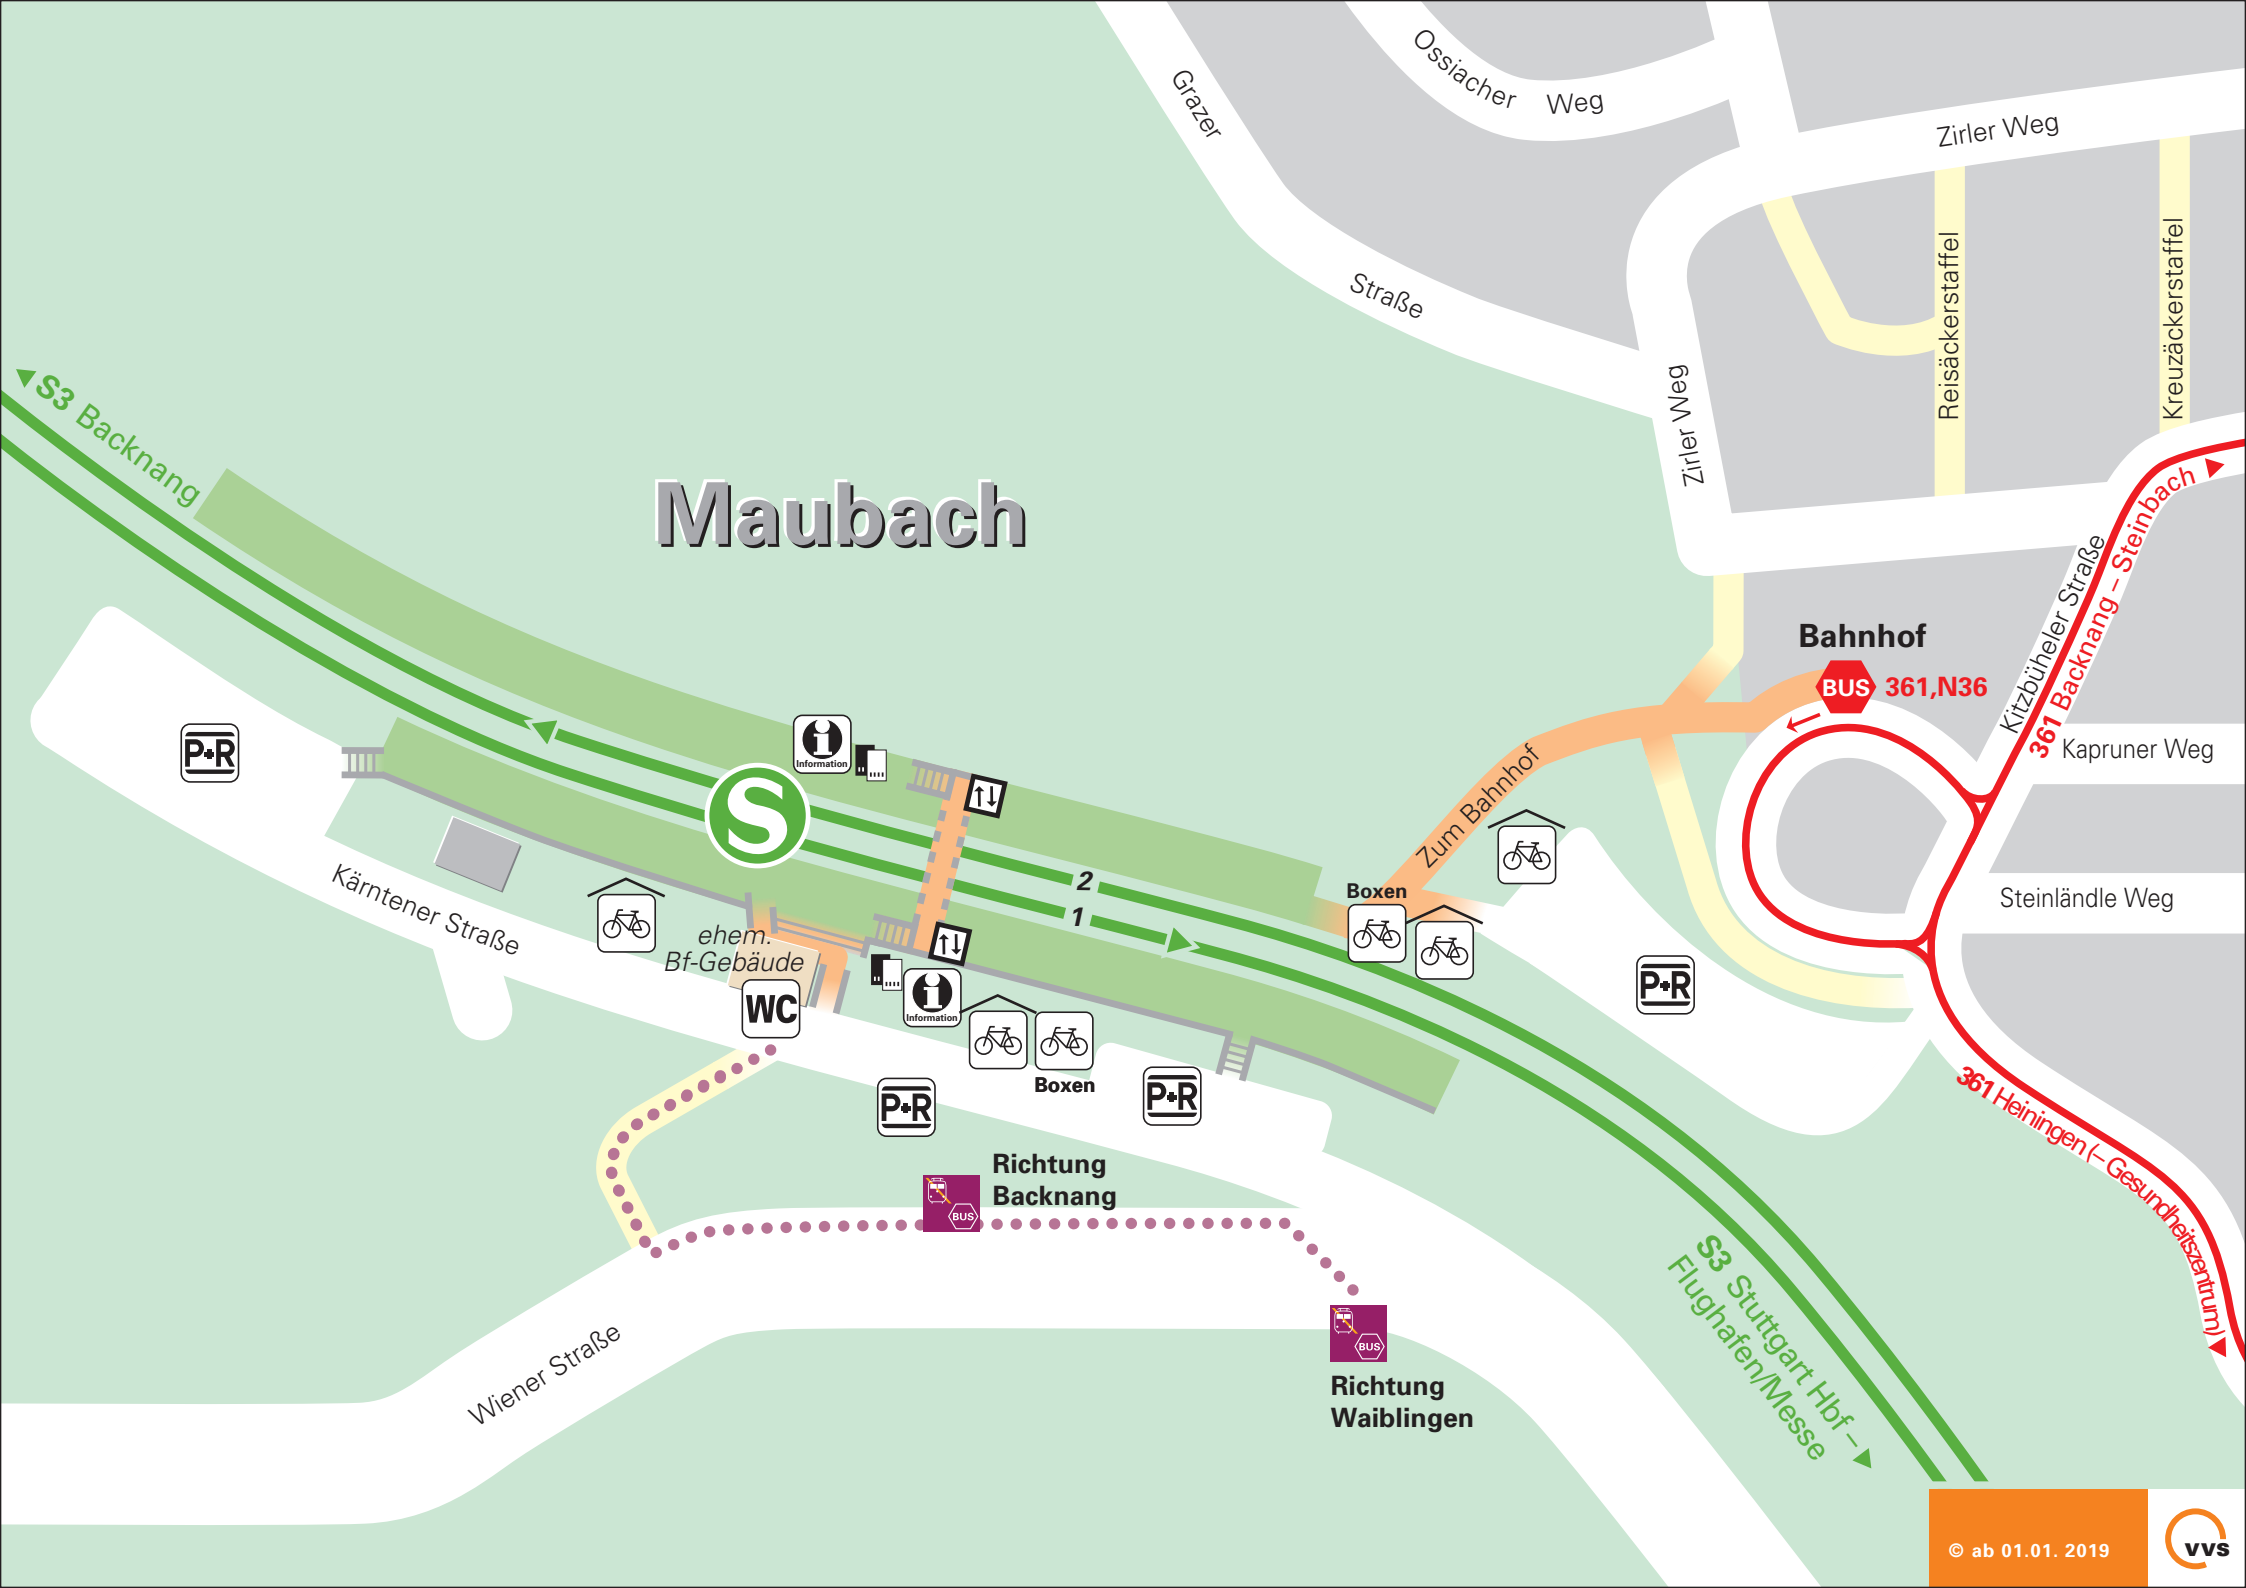 Ossiacher Weg
Grazer
Straße
Zirler Weg
Zirler Weg
Reisäckerstaffel
Kreuzäckerstaffel
S3 Backnang
Maubach
Kitzbüheler Straße
361 Backnang – Steinbach
Bahnhof
BUS 361,N36
Kapruner Weg
Steinländle Weg
P+R
i
Information
S
2
1
Zum Bahnhof
Boxen
Kärntener Straße
ehem.
Bf-Gebäude
WC
i
Information
Boxen
P+R
P+R
P+R
361 Heiningen (– Gesundheitszentrum)
Richtung
Backnang
BUS
BUS
Richtung
Waiblingen
Wiener Straße
S3 Stuttgart Hbf –
Flughafen/Messe
© ab 01.01. 2019
vvs